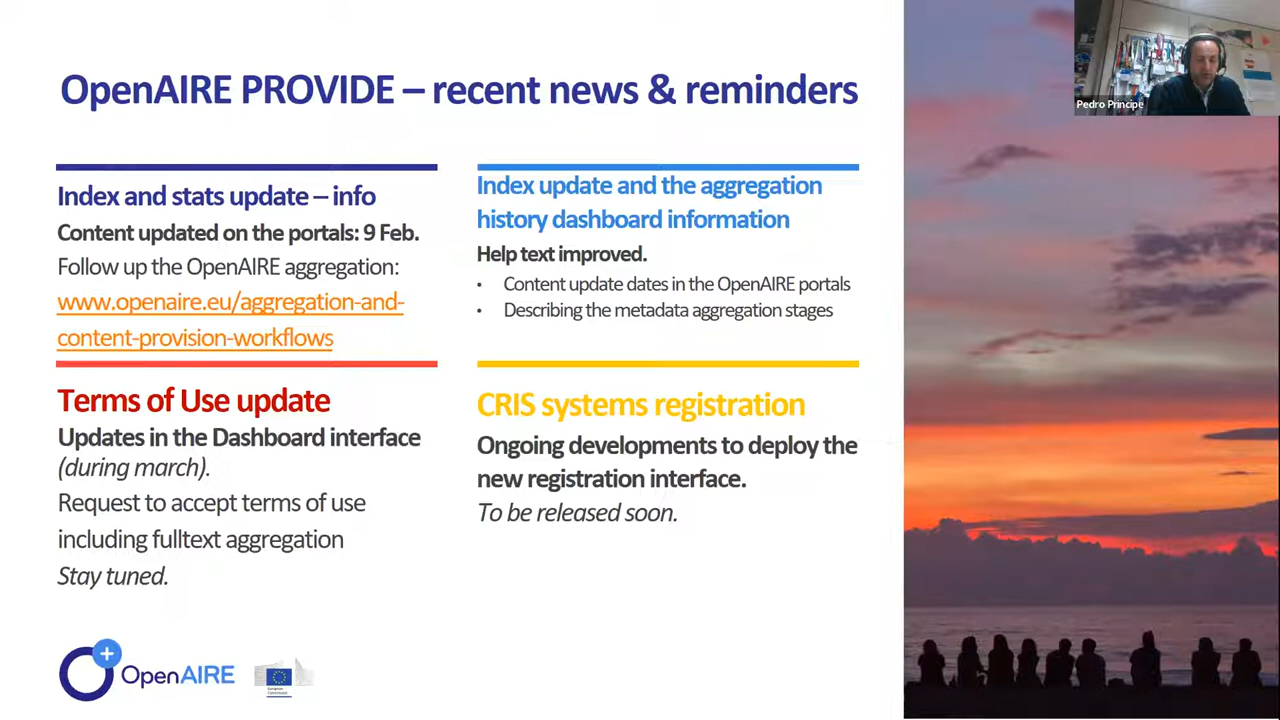 OpenAIRE PROVIDE – recent news & reminders
Index and stats update – info
Content updated on the portals: 9 Feb.
Follow up the OpenAIRE aggregation:
www.openaire.eu/aggregation-and-
content-provision-workflows
Index update and the aggregation
history dashboard information
Help text improved.
• Content update dates in the OpenAIRE portals
• Describing the metadata aggregation stages
Terms of Use update
Updates in the Dashboard interface
(during march).
Request to accept terms of use
including fulltext aggregation
Stay tuned.
CRIS systems registration
Ongoing developments to deploy the
new registration interface.
To be released soon.
OpenAIRE
European
Commission
Pedro Principe